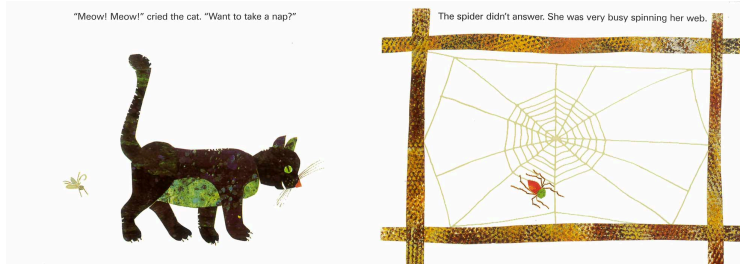 “Meow! Meow!” cried the cat. “Want to take a nap?”
The spider didn’t answer. She was very busy spinning her web.